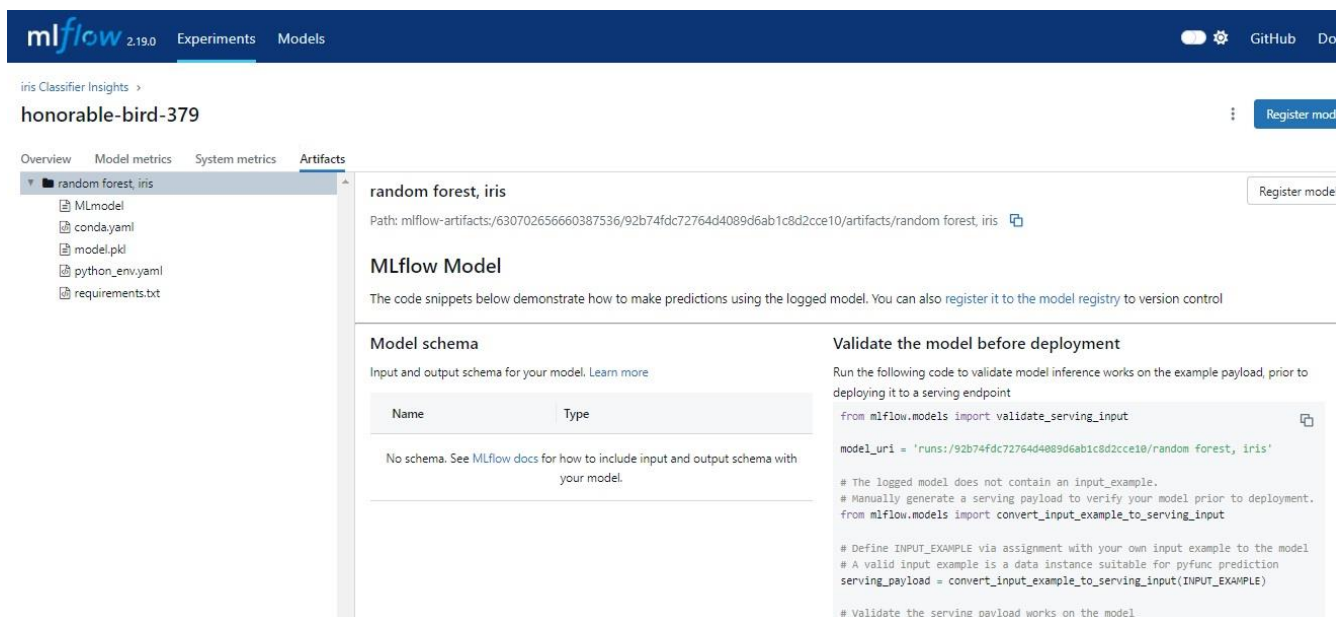 mlflow 2.19.0 Experiments Models GitHub Do
iris Classifier Insights >
honorable-bird-379
Register mod
Overview Model metrics System metrics Artifacts
random forest, iris
MLmodel
conda.yaml
model.pkl
python_env.yaml
requirements.txt
random forest, iris
Register model
Path: mlflow-artifacts:/630702656660387536/92b74fdc72764d4089d6ab1c8d2cce10/artifacts/random forest, iris
MLflow Model
The code snippets below demonstrate how to make predictions using the logged model. You can also register it to the model registry to version control
Model schema
Input and output schema for your model. Learn more
Name Type
No schema. See MLflow docs for how to include input and output schema with
your model.
Validate the model before deployment
Run the following code to validate model inference works on the example payload, prior to
deploying it to a serving endpoint
from mlflow.models import validate_serving_input
model_uri = 'runs:/92b74fdc72764d4089d6ab1c8d2cce10/random forest, iris'
# The logged model does not contain an input_example.
# Manually generate a serving payload to verify your model prior to deployment.
from mlflow.models import convert_input_example_to_serving_input
# Define INPUT_EXAMPLE via assignment with your own input example to the model
# A valid input example is a data instance suitable for pyfunc prediction
serving_payload = convert_input_example_to_serving_input(INPUT_EXAMPLE)
# Validate the serving payload works on the model